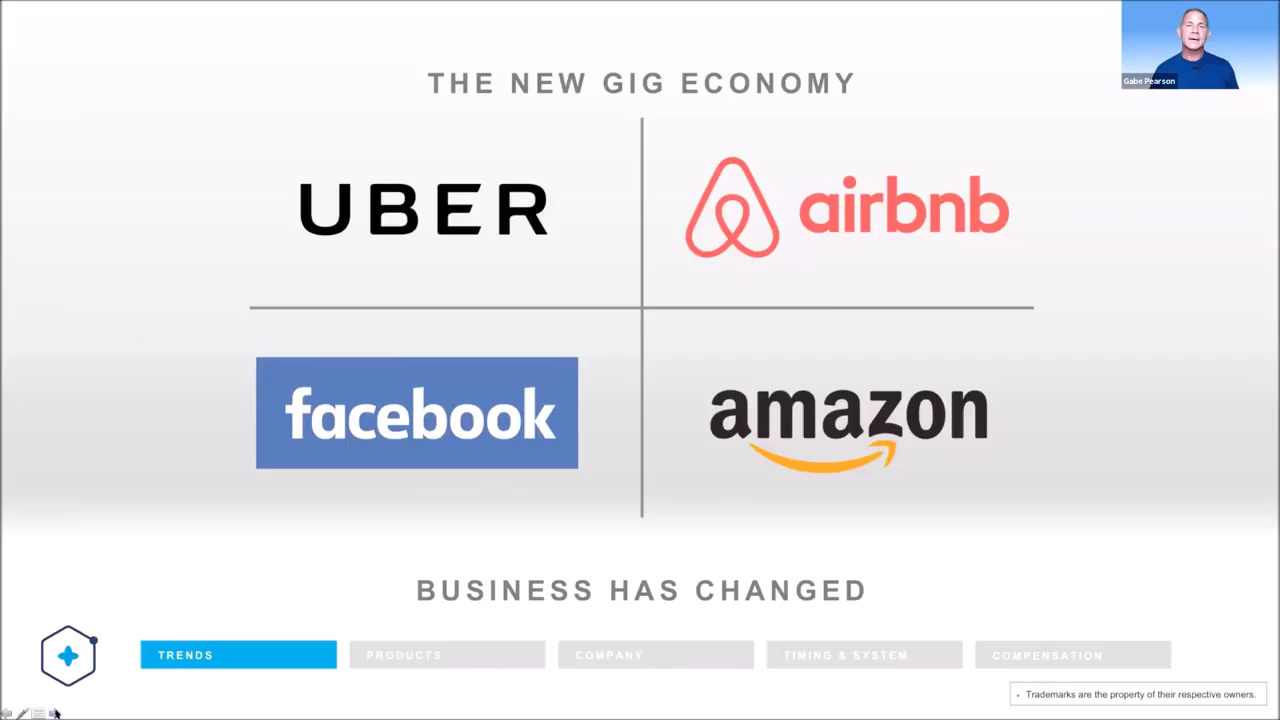 THE NEW GIG ECONOMY
Gabe Pearson
UBER
airbnb
facebook
amazon
BUSINESS HAS CHANGED
TRENDS
PRODUCTS
COMPANY
TIMING & SYSTEM
COMPENSATION
Trademarks are the property of their respective owners.